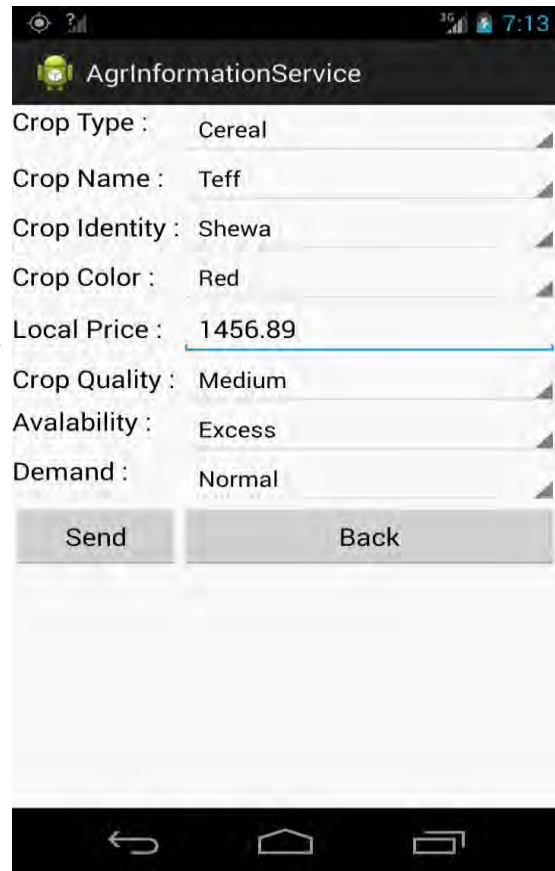 3G 7:13
AgrInformationService
Crop Type : Cereal
Crop Name : Teff
Crop Identity : Shewa
Crop Color : Red
Local Price : 1456.89
Crop Quality : Medium
Avalability : Excess
Demand : Normal
Send Back